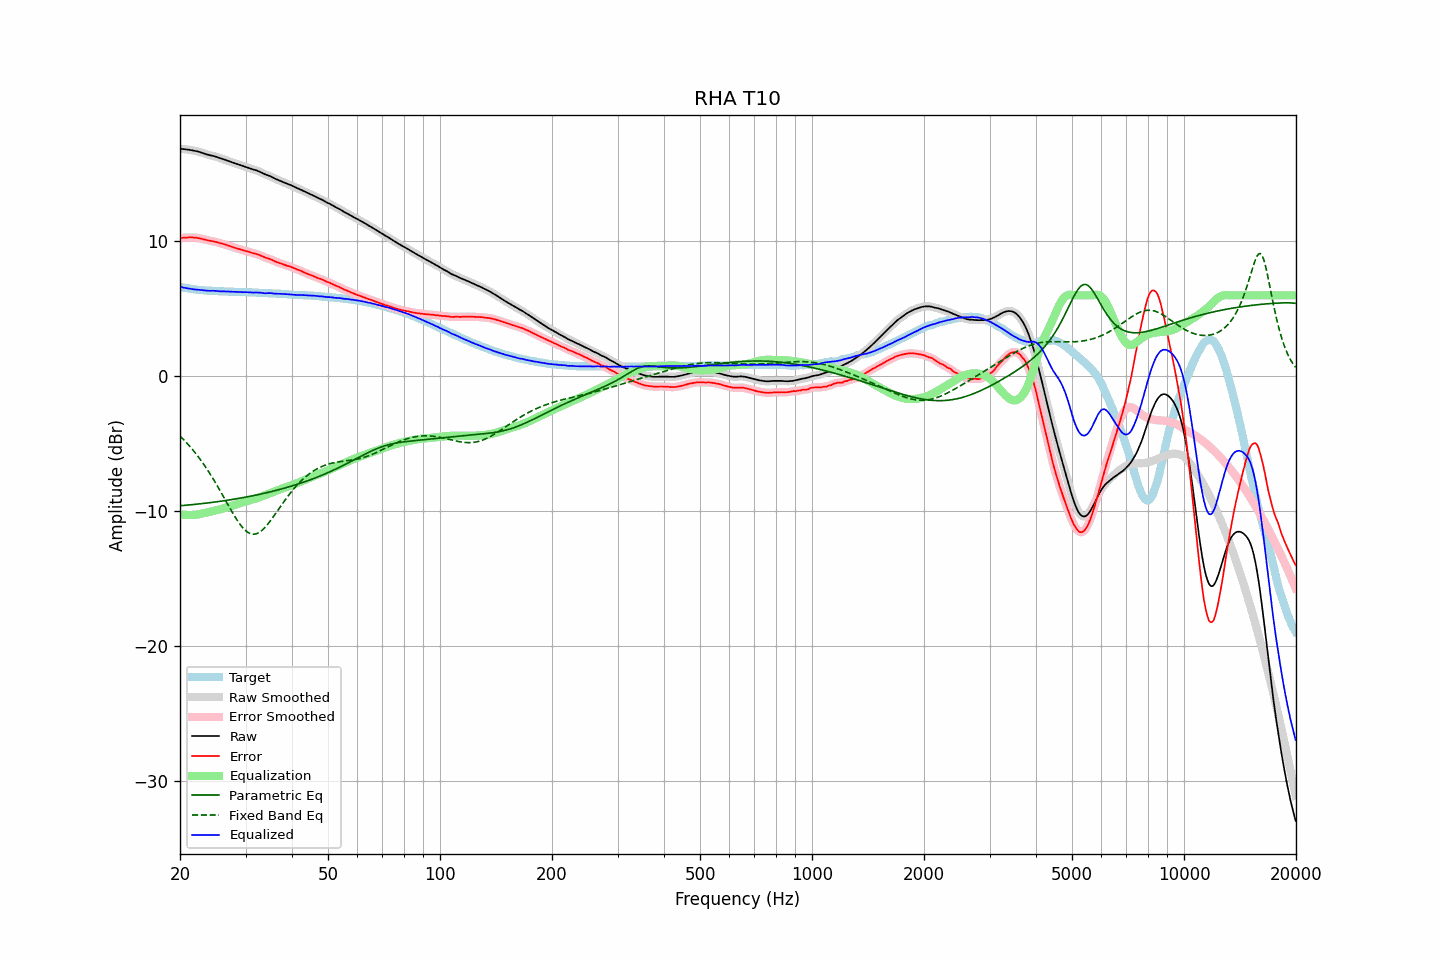 RHA T10
Amplitude (dBr)
10
0
−10
−20
−30
Target
Raw Smoothed
Error Smoothed
Raw
Error
Equalization
Parametric Eq
Fixed Band Eq
Equalized
20 50 100 200 500 1000 2000 5000 10000 20000
Frequency (Hz)